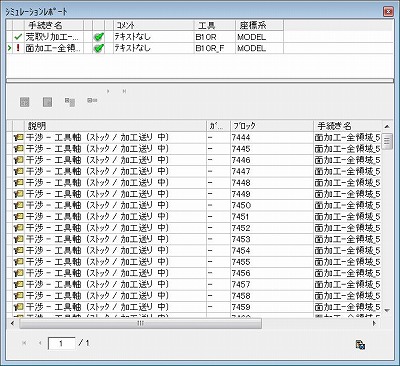 シミュレーションレポート
手続き名 コメント 工具 座標系
荒取り加工-... テキストなし B10R MODEL
面加工-全領... テキストなし B10R_F MODEL
説明 ガ... ブロック 手続き名
干渉 - 工具軸 (ストック / 加工送り 中) - 7444 面加工-全領域_5
干渉 - 工具軸 (ストック / 加工送り 中) - 7445 面加工-全領域_5
干渉 - 工具軸 (ストック / 加工送り 中) - 7446 面加工-全領域_5
干渉 - 工具軸 (ストック / 加工送り 中) - 7447 面加工-全領域_5
干渉 - 工具軸 (ストック / 加工送り 中) - 7448 面加工-全領域_5
干渉 - 工具軸 (ストック / 加工送り 中) - 7449 面加工-全領域_5
干渉 - 工具軸 (ストック / 加工送り 中) - 7450 面加工-全領域_5
干渉 - 工具軸 (ストック / 加工送り 中) - 7451 面加工-全領域_5
干渉 - 工具軸 (ストック / 加工送り 中) - 7452 面加工-全領域_5
干渉 - 工具軸 (ストック / 加工送り 中) - 7453 面加工-全領域_5
干渉 - 工具軸 (ストック / 加工送り 中) - 7454 面加工-全領域_5
干渉 - 工具軸 (ストック / 加工送り 中) - 7455 面加工-全領域_5
干渉 - 工具軸 (ストック / 加工送り 中) - 7456 面加工-全領域_5
干渉 - 工具軸 (ストック / 加工送り 中) - 7457 面加工-全領域_5
干渉 - 工具軸 (ストック / 加工送り 中) - 7458 面加工-全領域_5
干渉 - 工具軸 (ストック / 加工送り 中) - 7459 面加工-全領域_5
1 / 1